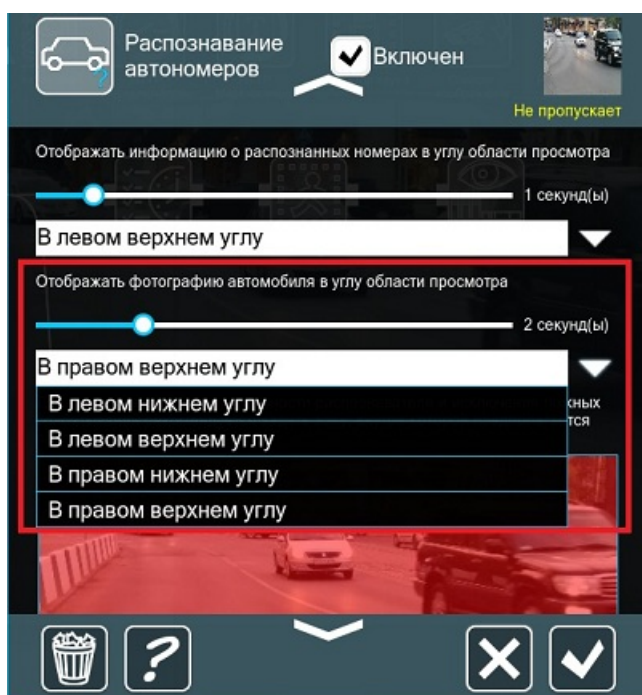 Распознавание
автономеров
Включен
Не пропускает
Отображать информацию о распознанных номерах в углу области просмотра
1 секунд(ы)
В левом верхнем углу
Отображать фотографию автомобиля в углу области просмотра
2 секунд(ы)
В правом верхнем углу
В левом нижнем углу
В левом верхнем углу
В правом нижнем углу
В правом верхнем углу